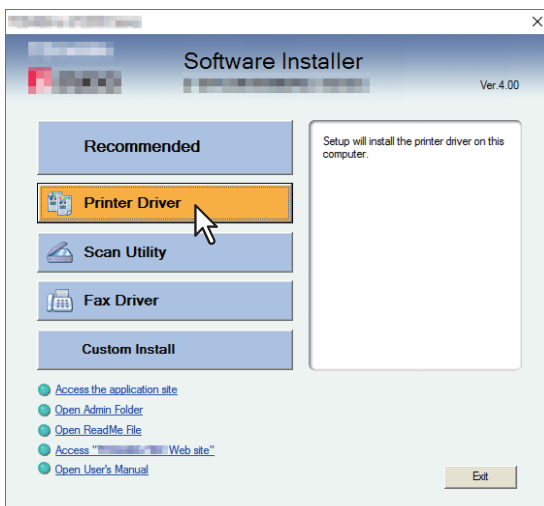 Software Installer
Ver.4.00
Recommended
Setup will install the printer driver on this
computer.
Printer Driver
Scan Utility
Fax Driver
Custom Install
Access the application site
Open Admin Folder
Open ReadMe File
Access " Web site"
Open User's Manual
Exit